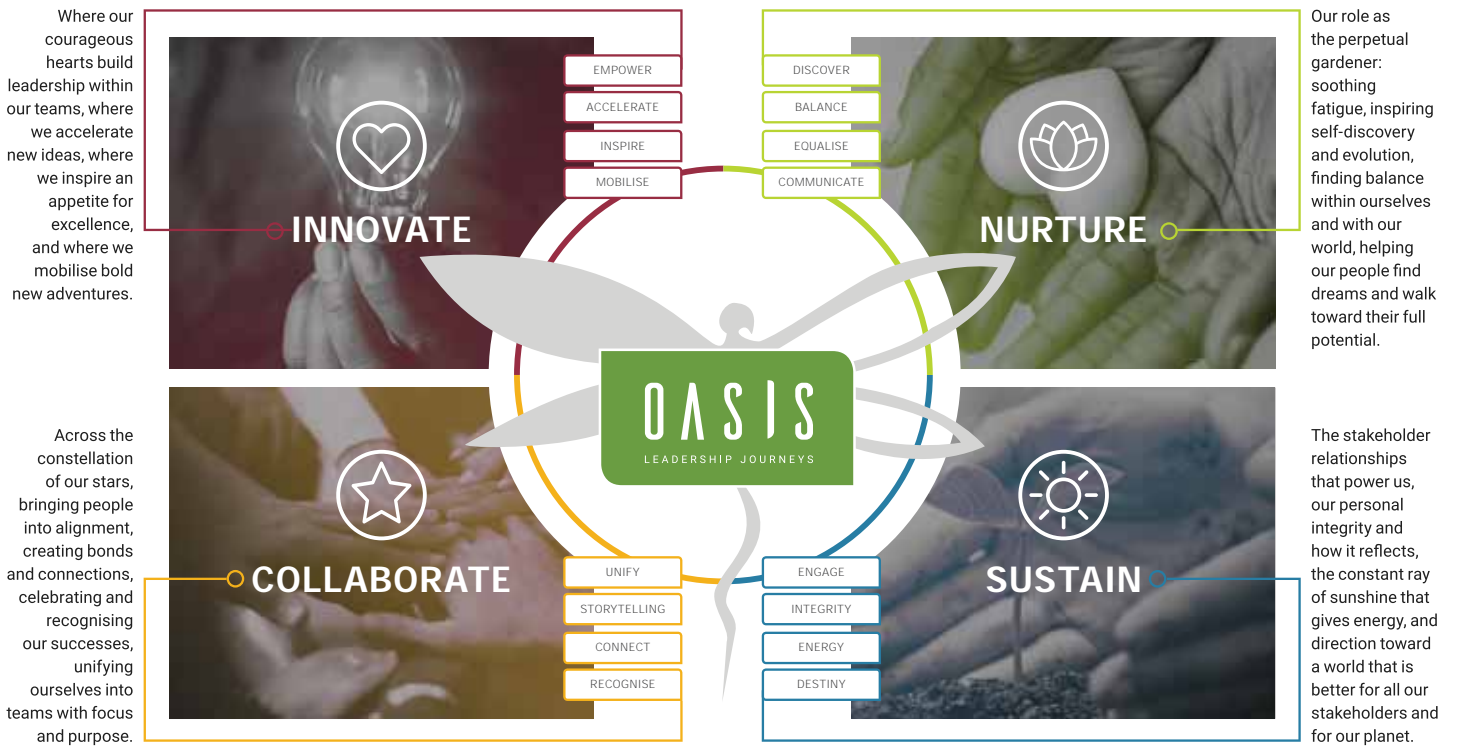 Where our
courageous
hearts build
leadership within
our teams, where
we accelerate
new ideas, where
we inspire an
appetite for
excellence,
and where we
mobilise bold
new adventures.
INNOVATE
EMPOWER
ACCELERATE
INSPIRE
MOBILISE
DISCOVER
BALANCE
EQUALISE
COMMUNICATE
NURTURE
Our role as
the perpetual
gardener:
soothing
fatigue, inspiring
self-discovery
and evolution,
finding balance
within ourselves
and with our
world, helping
our people find
dreams and walk
toward their full
potential.
OASIS
LEADERSHIP JOURNEYS
Across the
constellation
of our stars,
bringing people
into alignment,
creating bonds
and connections,
celebrating and
recognising
our successes,
unifying
ourselves into
teams with focus
and purpose.
COLLABORATE
UNIFY
STORYTELLING
CONNECT
RECOGNISE
ENGAGE
INTEGRITY
ENERGY
DESTINY
SUSTAIN
The stakeholder
relationships
that power us,
our personal
integrity and
how it reflects,
the constant ray
of sunshine that
gives energy, and
direction toward
a world that is
better for all our
stakeholders and
for our planet.